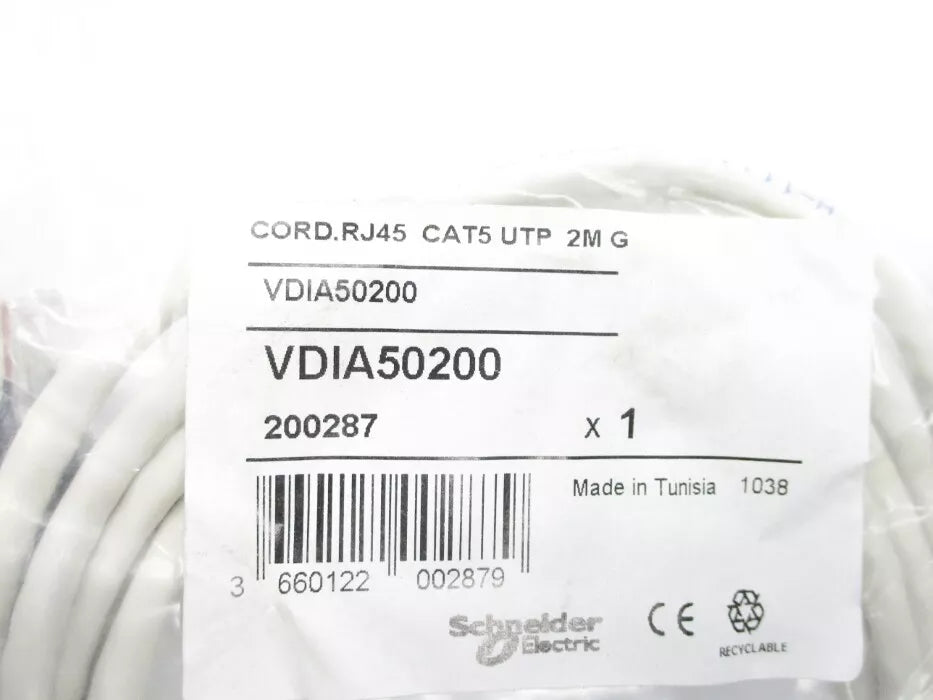 CORD.RJ45 CAT5 UTP 2M G
VDIA50200
VDIA50200
200287 x 1
Made in Tunisia 1038
3 660122 002879
Schneider
Electric
CE
RECYCLABLE